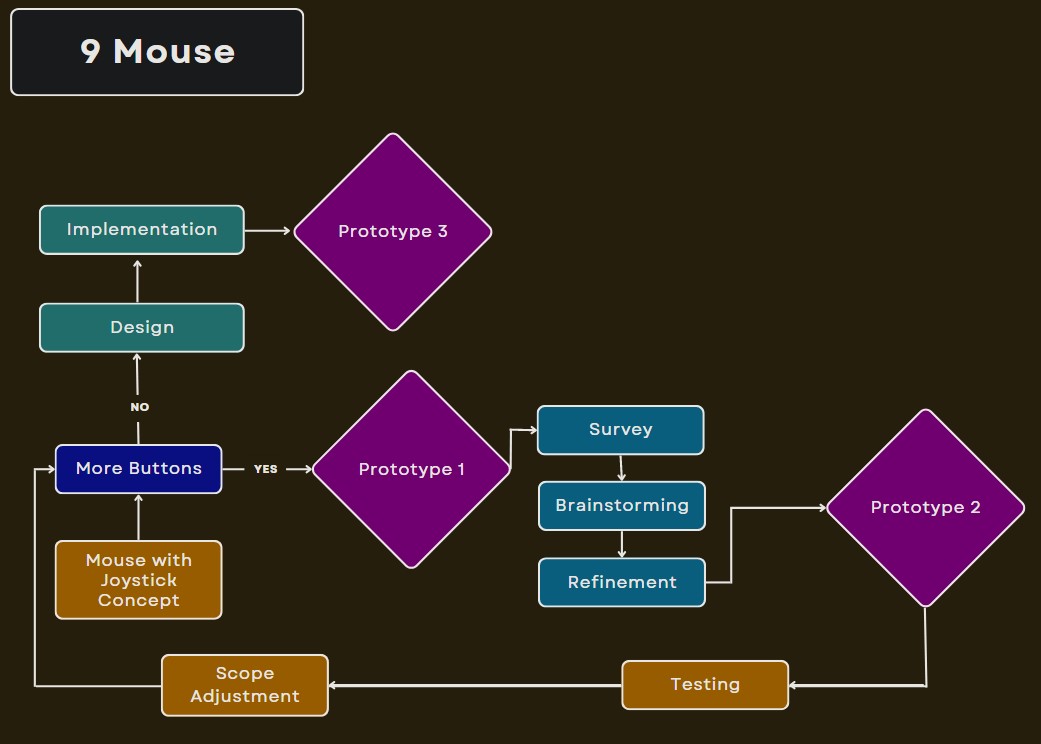 9 Mouse
Implementation
Prototype 3
Design
NO
More Buttons
YES
Prototype 1
Survey
Brainstorming
Refinement
Prototype 2
Mouse with
Joystick
Concept
Scope
Adjustment
Testing